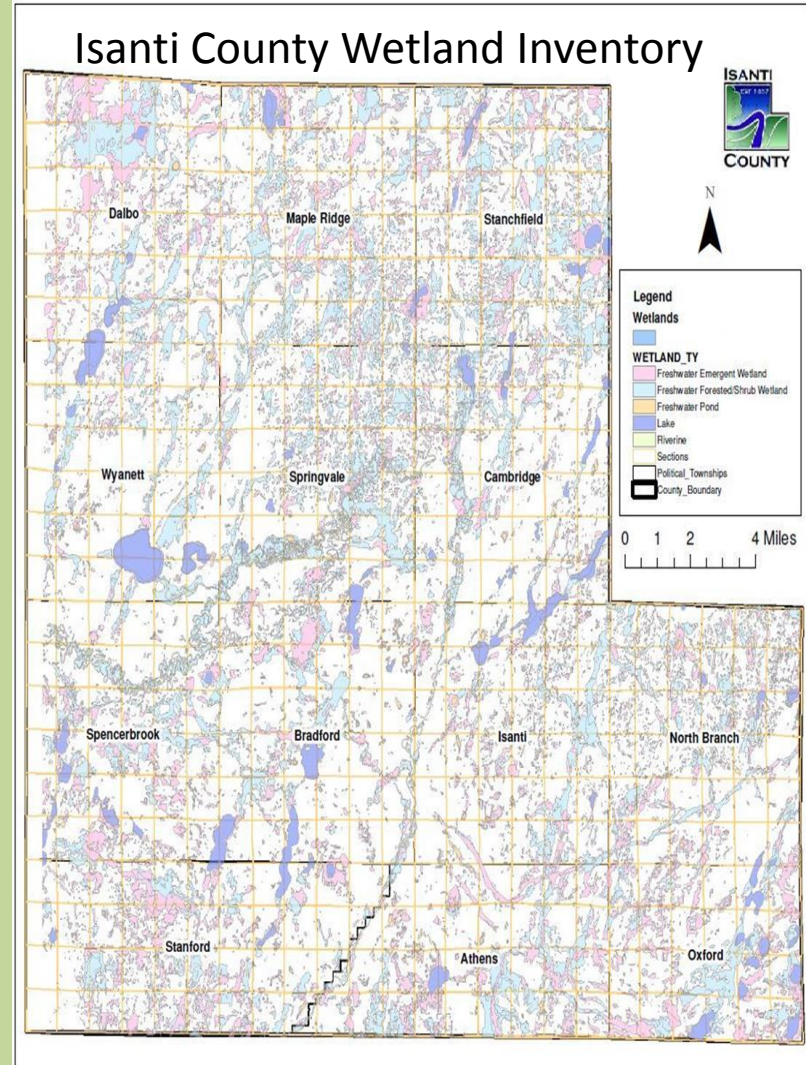 Isanti County Wetland Inventory
ISANTI
EST 1857
COUNTY
N
Dalbo
Maple Ridge
Stanchfield
Legend
Wetlands
WETLAND_TY
Freshwater Emergent Wetland
Freshwater Forested/Shrub Wetland
Freshwater Pond
Lake
Riverine
Sections
Political_Townships
County_Boundary
Wyanett
Springvale
Cambridge
0 1 2 4 Miles
Spencerbrook
Bradford
Isanti
North Branch
Stanford
Athens
Oxford